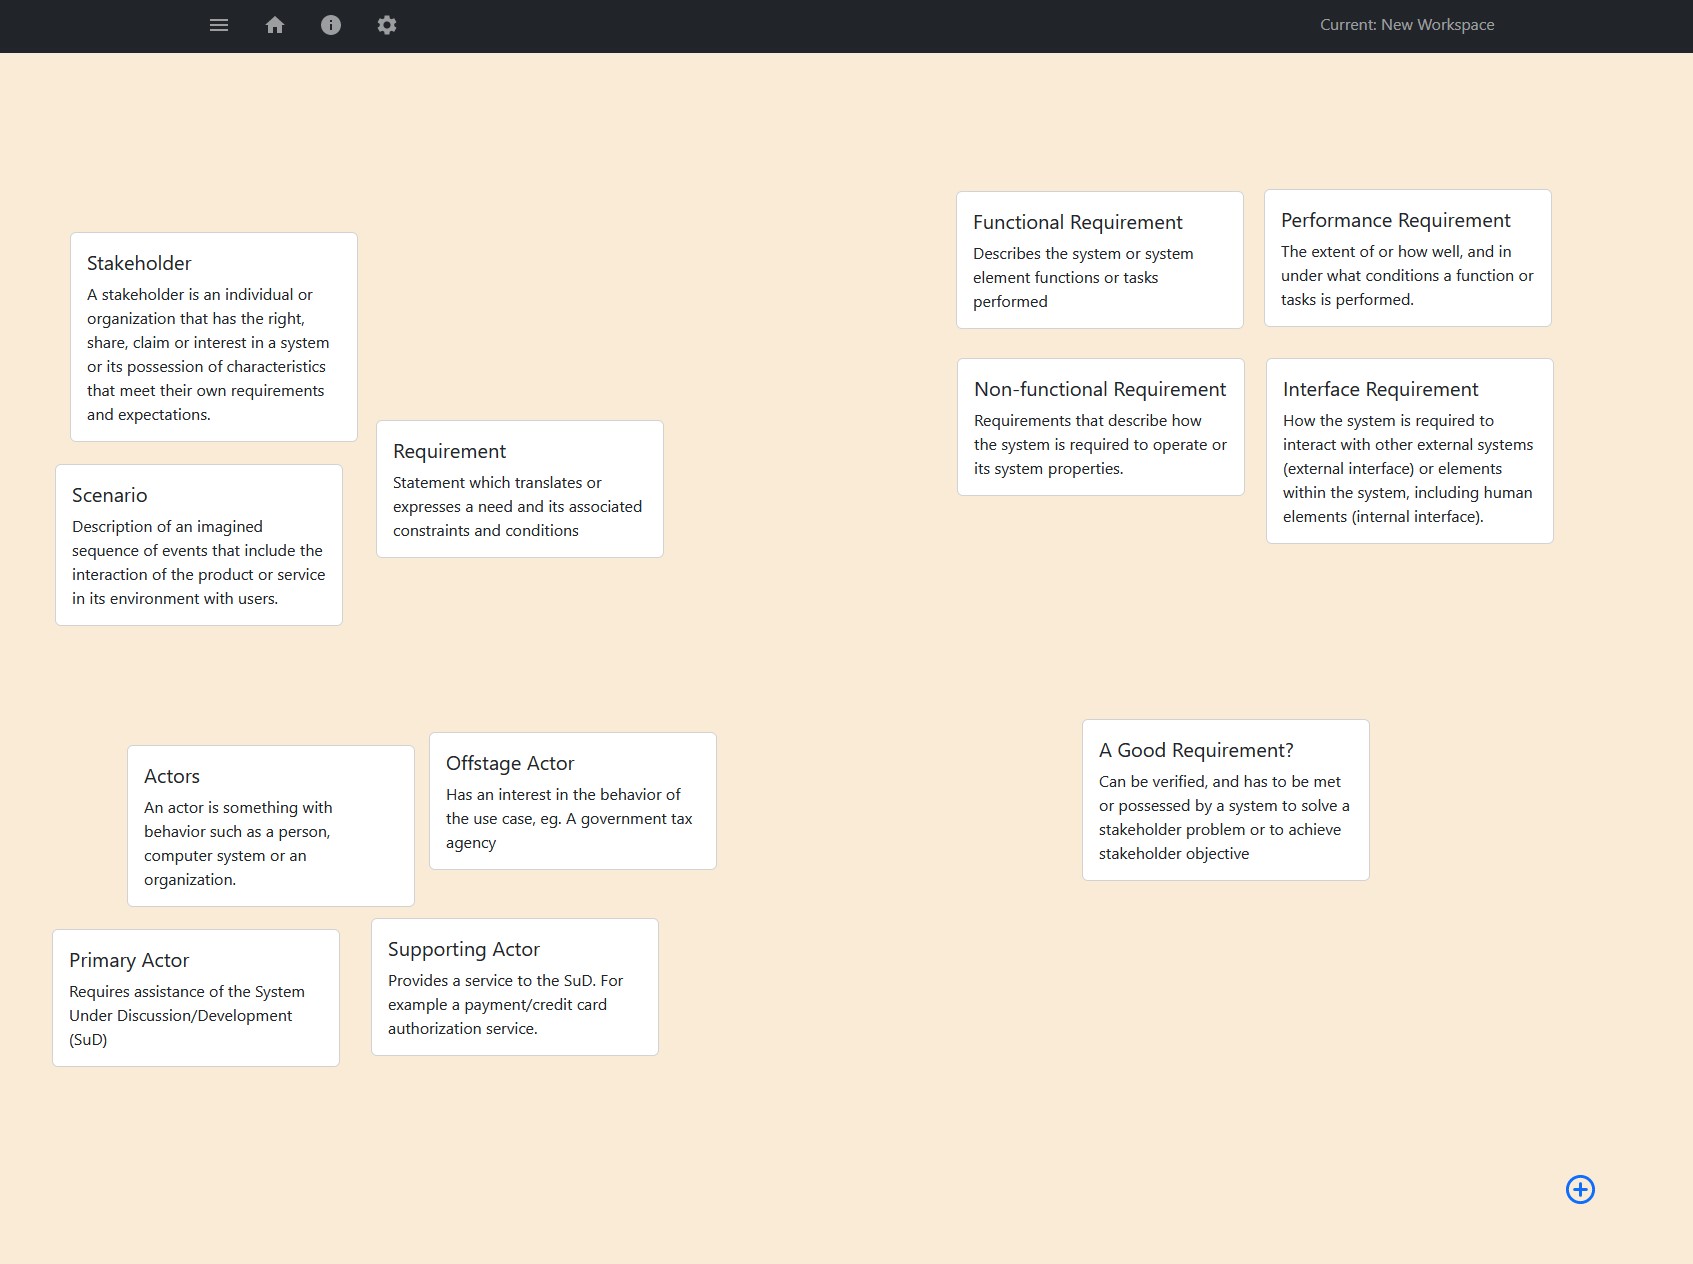 Current: New Workspace
Stakeholder
A stakeholder is an individual or
organization that has the right,
share, claim or interest in a system
or its possession of characteristics
that meet their own requirements
and expectations.
Scenario
Description of an imagined
sequence of events that include the
interaction of the product or service
in its environment with users.
Requirement
Statement which translates or
expresses a need and its associated
constraints and conditions
Functional Requirement
Describes the system or system
element functions or tasks
performed
Performance Requirement
The extent of or how well, and in
under what conditions a function or
tasks is performed.
Non-functional Requirement
Requirements that describe how
the system is required to operate or
its system properties.
Interface Requirement
How the system is required to
interact with other external systems
(external interface) or elements
within the system, including human
elements (internal interface).
Actors
An actor is something with
behavior such as a person,
computer system or an
organization.
Offstage Actor
Has an interest in the behavior of
the use case, eg. A government tax
agency
Primary Actor
Requires assistance of the System
Under Discussion/Development
(SuD)
Supporting Actor
Provides a service to the SuD. For
example a payment/credit card
authorization service.
A Good Requirement?
Can be verified, and has to be met
or possessed by a system to solve a
stakeholder problem or to achieve
stakeholder objective